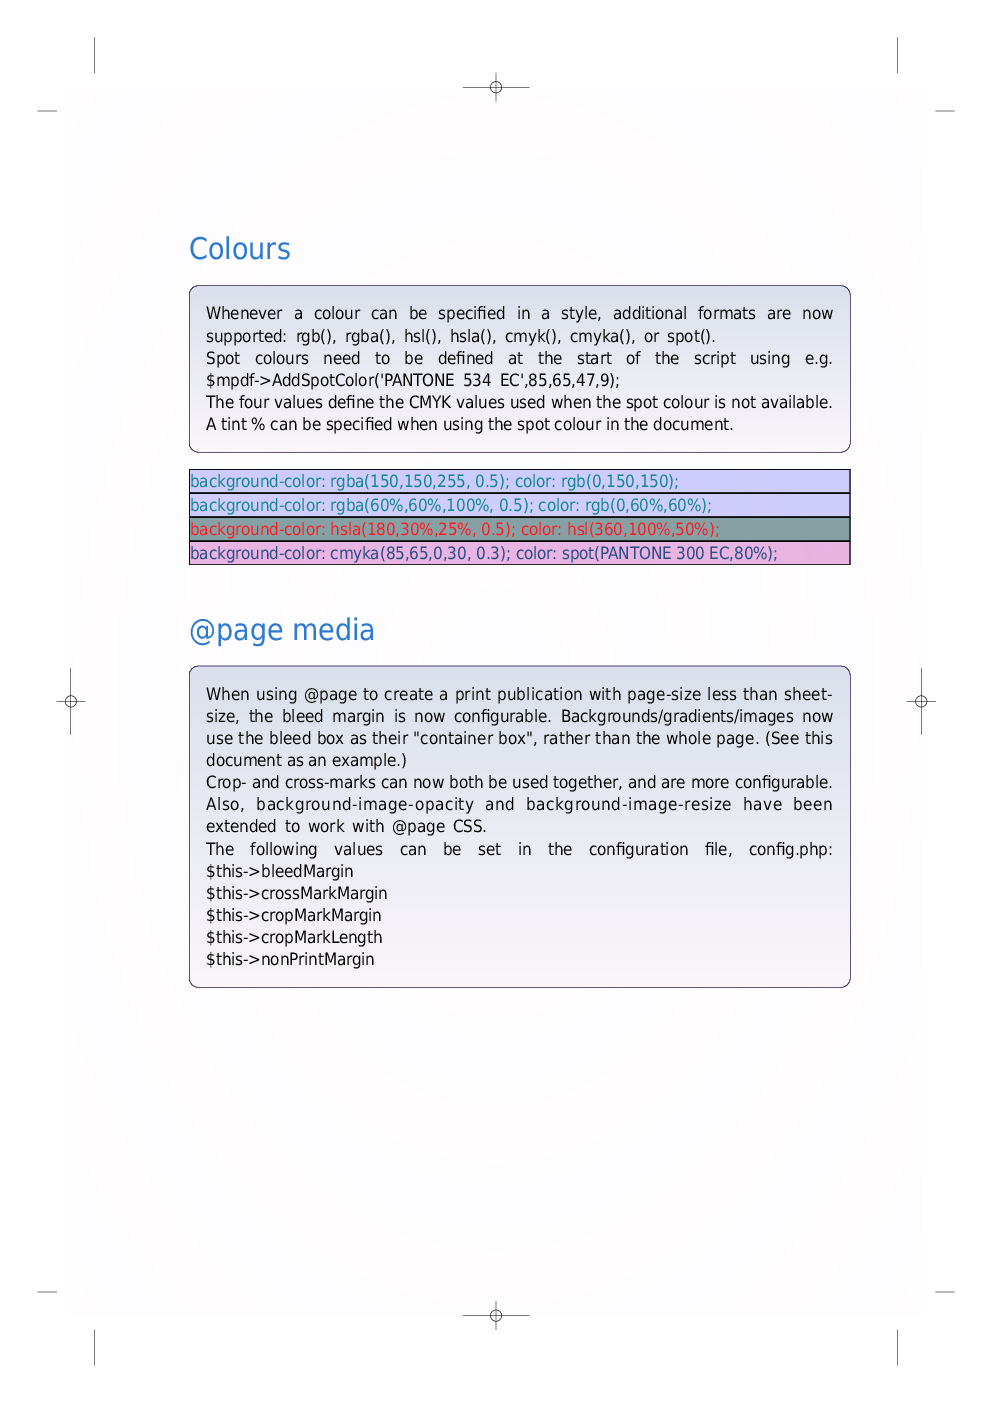 Colours
Whenever a colour can be specified in a style, additional formats are now
supported: rgb(), rgba(), hsl(), hsla(), cmyk(), cmyka(), or spot().
Spot colours need to be defined at the start of the script using e.g.
$mpdf->AddSpotColor('PANTONE 534 EC',85,65,47,9);
The four values define the CMYK values used when the spot colour is not available.
A tint % can be specified when using the spot colour in the document.
background-color: rgba(150,150,255, 0.5); color: rgb(0,150,150);
background-color: rgba(60%,60%,100%, 0.5); color: rgb(0,60%,60%);
background-color: hsla(180,30%,25%, 0.5); color: hsl(360,100%,50%);
background-color: cmyka(85,65,0,30, 0.3); color: spot(PANTONE 300 EC,80%);
@page media
When using @page to create a print publication with page-size less than sheet-
size, the bleed margin is now configurable. Backgrounds/gradients/images now
use the bleed box as their "container box", rather than the whole page. (See this
document as an example.)
Crop- and cross-marks can now both be used together, and are more configurable.
Also, background-image-opacity and background-image-resize have been
extended to work with @page CSS.
The following values can be set in the configuration file, config.php:
$this->bleedMargin
$this->crossMarkMargin
$this->cropMarkMargin
$this->cropMarkLength
$this->nonPrintMargin